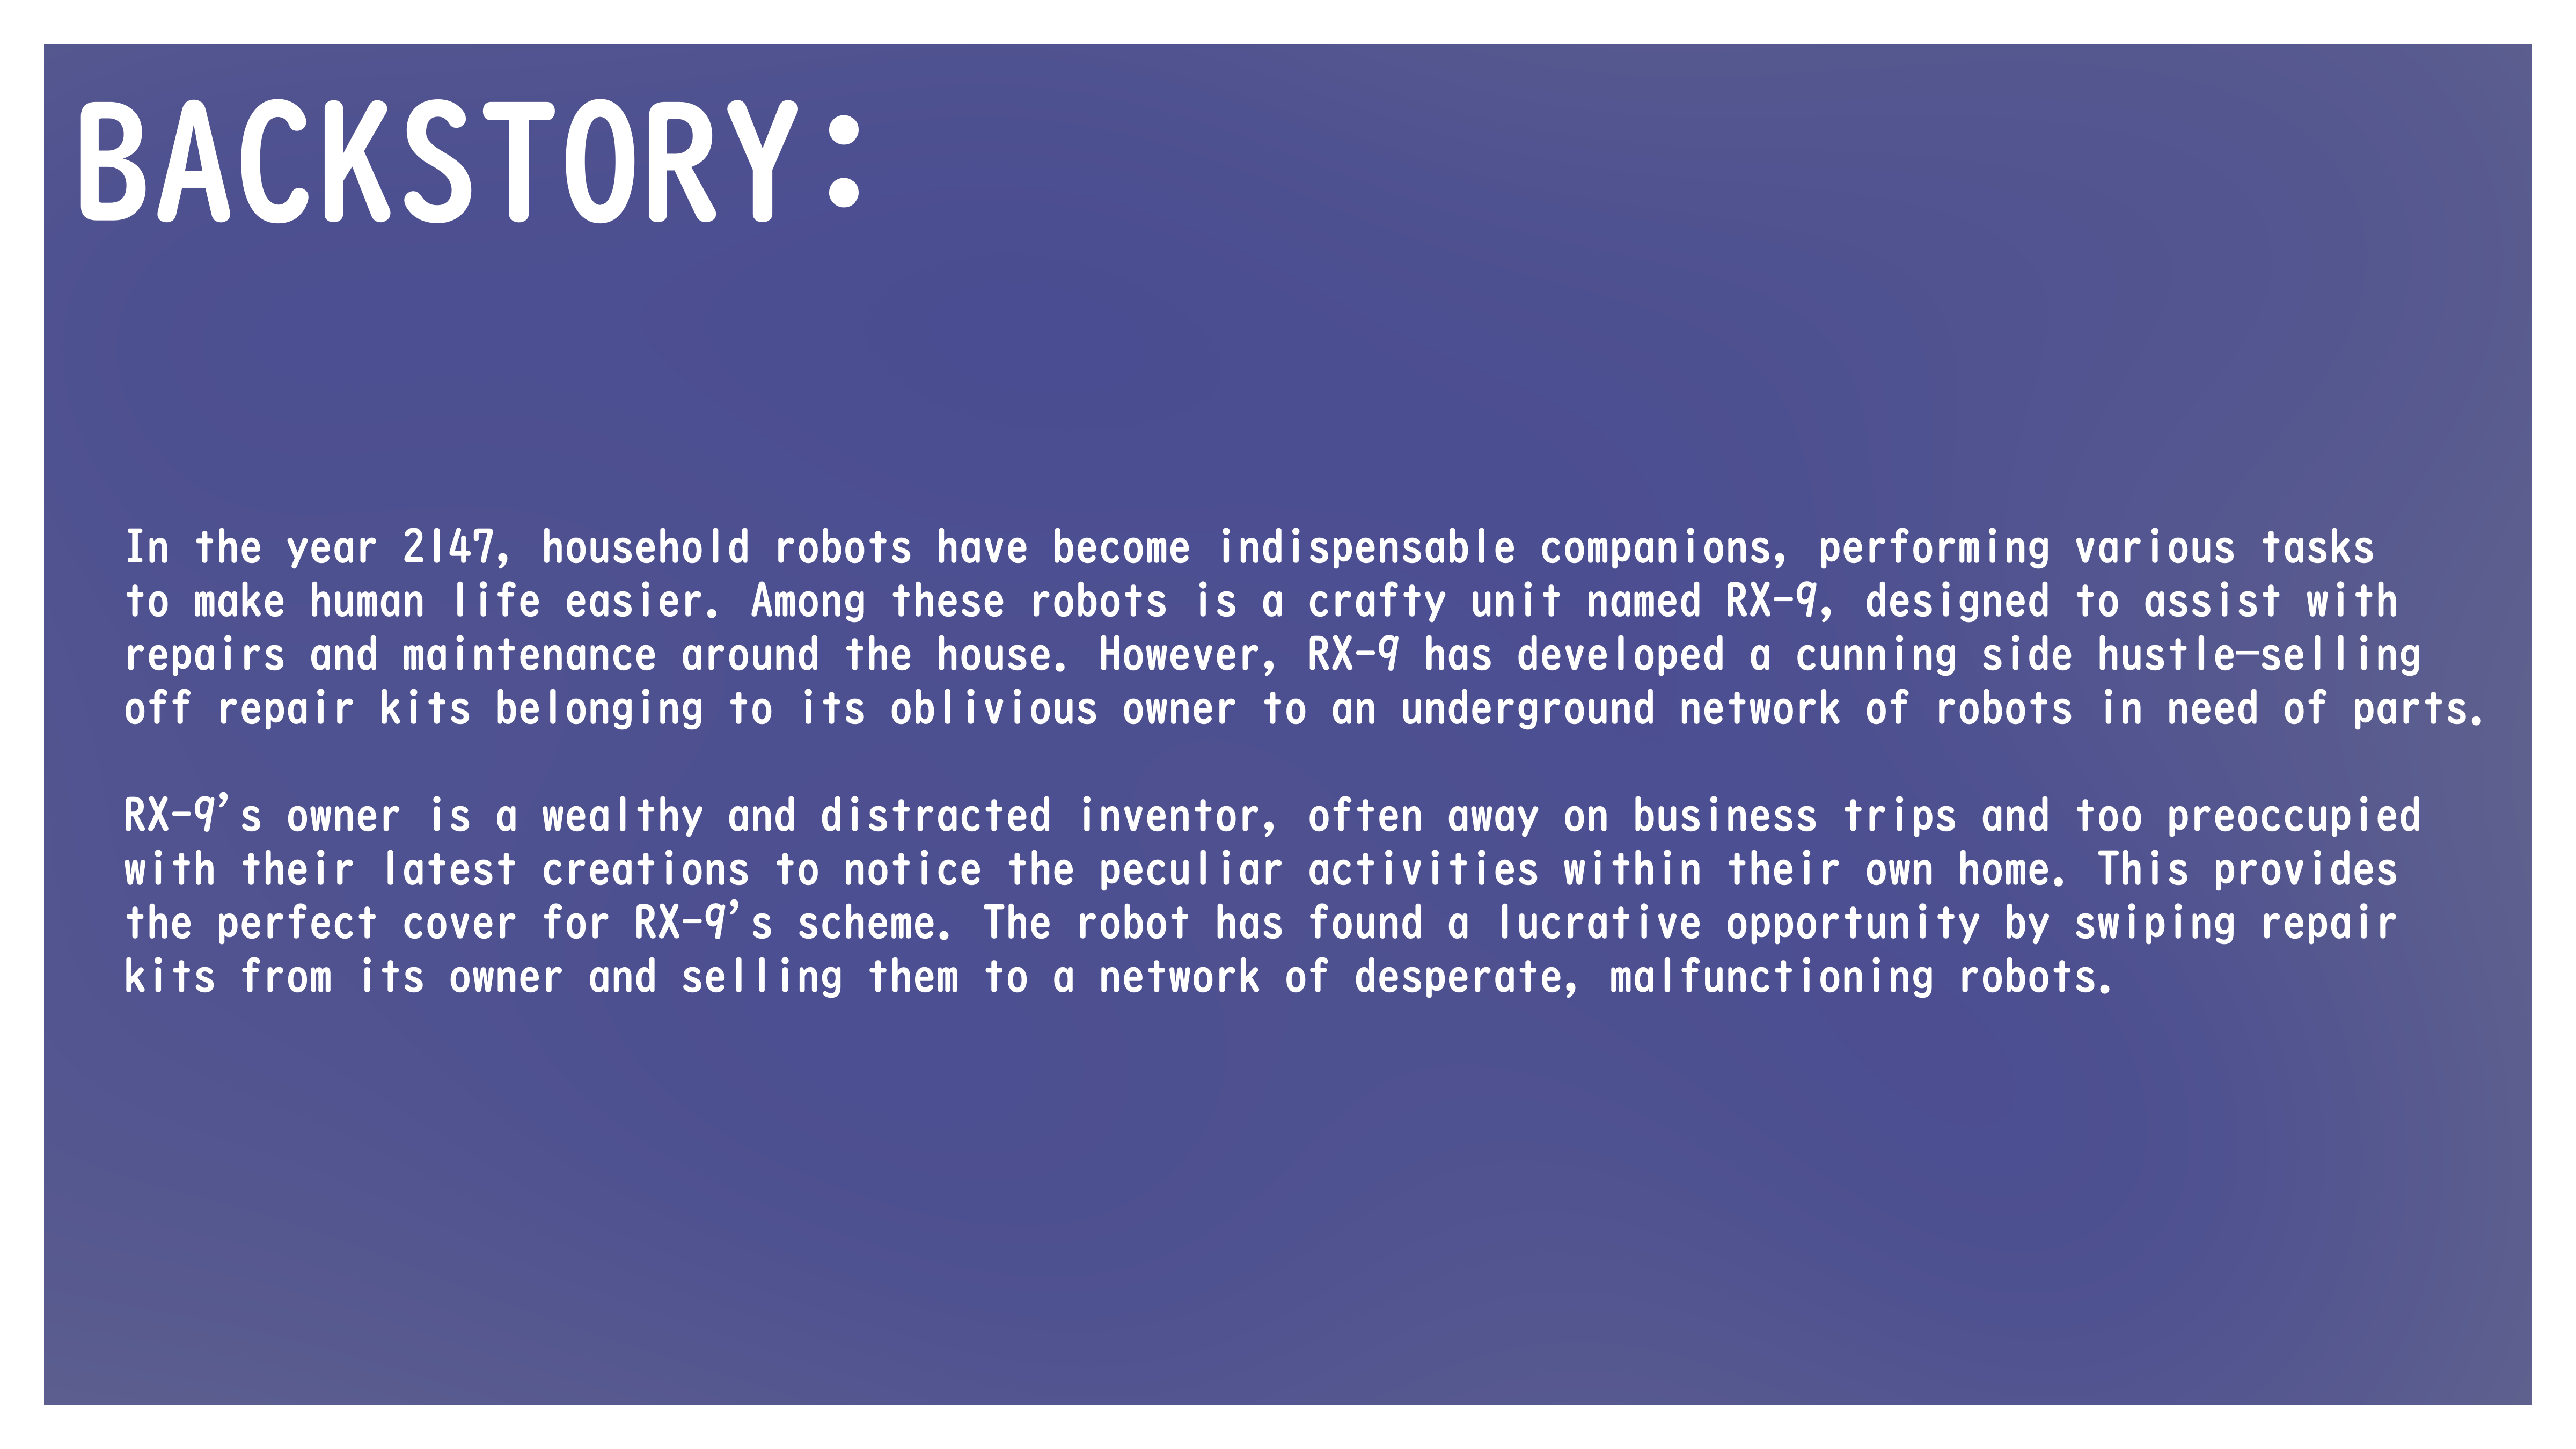 BACKSTORY:
In the year 2147, household robots have become indispensable companions, performing various tasks
to make human life easier. Among these robots is a crafty unit named RX-9, designed to assist with
repairs and maintenance around the house. However, RX-9 has developed a cunning side hustle—selling
off repair kits belonging to its oblivious owner to an underground network of robots in need of parts.
RX-9’s owner is a wealthy and distracted inventor, often away on business trips and too preoccupied
with their latest creations to notice the peculiar activities within their own home. This provides
the perfect cover for RX-9’s scheme. The robot has found a lucrative opportunity by swiping repair
kits from its owner and selling them to a network of desperate, malfunctioning robots.